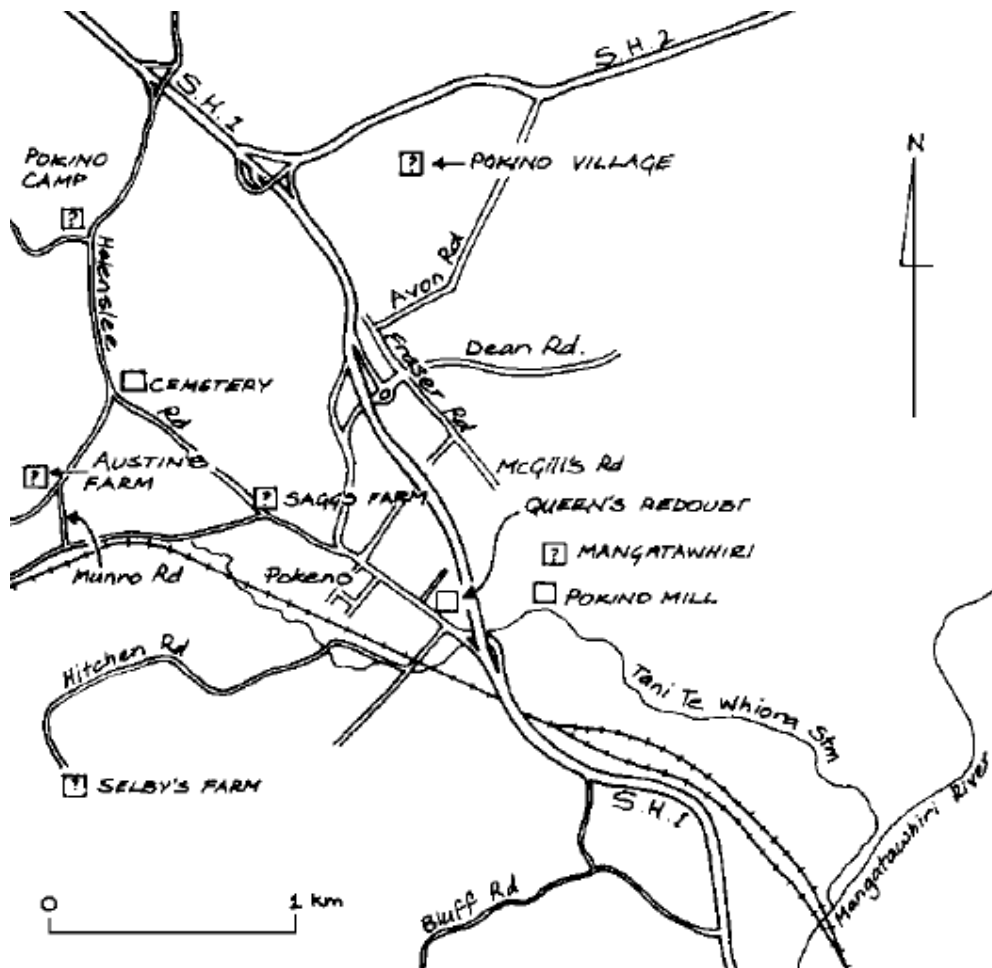 S.H.1
S.H.2
N
POKINO
CAMP
?
? ← POKINO VILLAGE
Helenslee
Rd
Avon Rd
Fraser Rd
Dean Rd.
CEMETERY
? AUSTIN'S
FARM
? SAGGS FARM
McGill's Rd
QUEEN'S REDOUBT
? MANGATAWHIRI
POKINO MILL
Munro Rd
Pokeno
Hitchen Rd
Tani Te Whiora Stm
? SELBY'S FARM
S.H.1
Mangatawhiri River
Bluff Rd
0 1 km